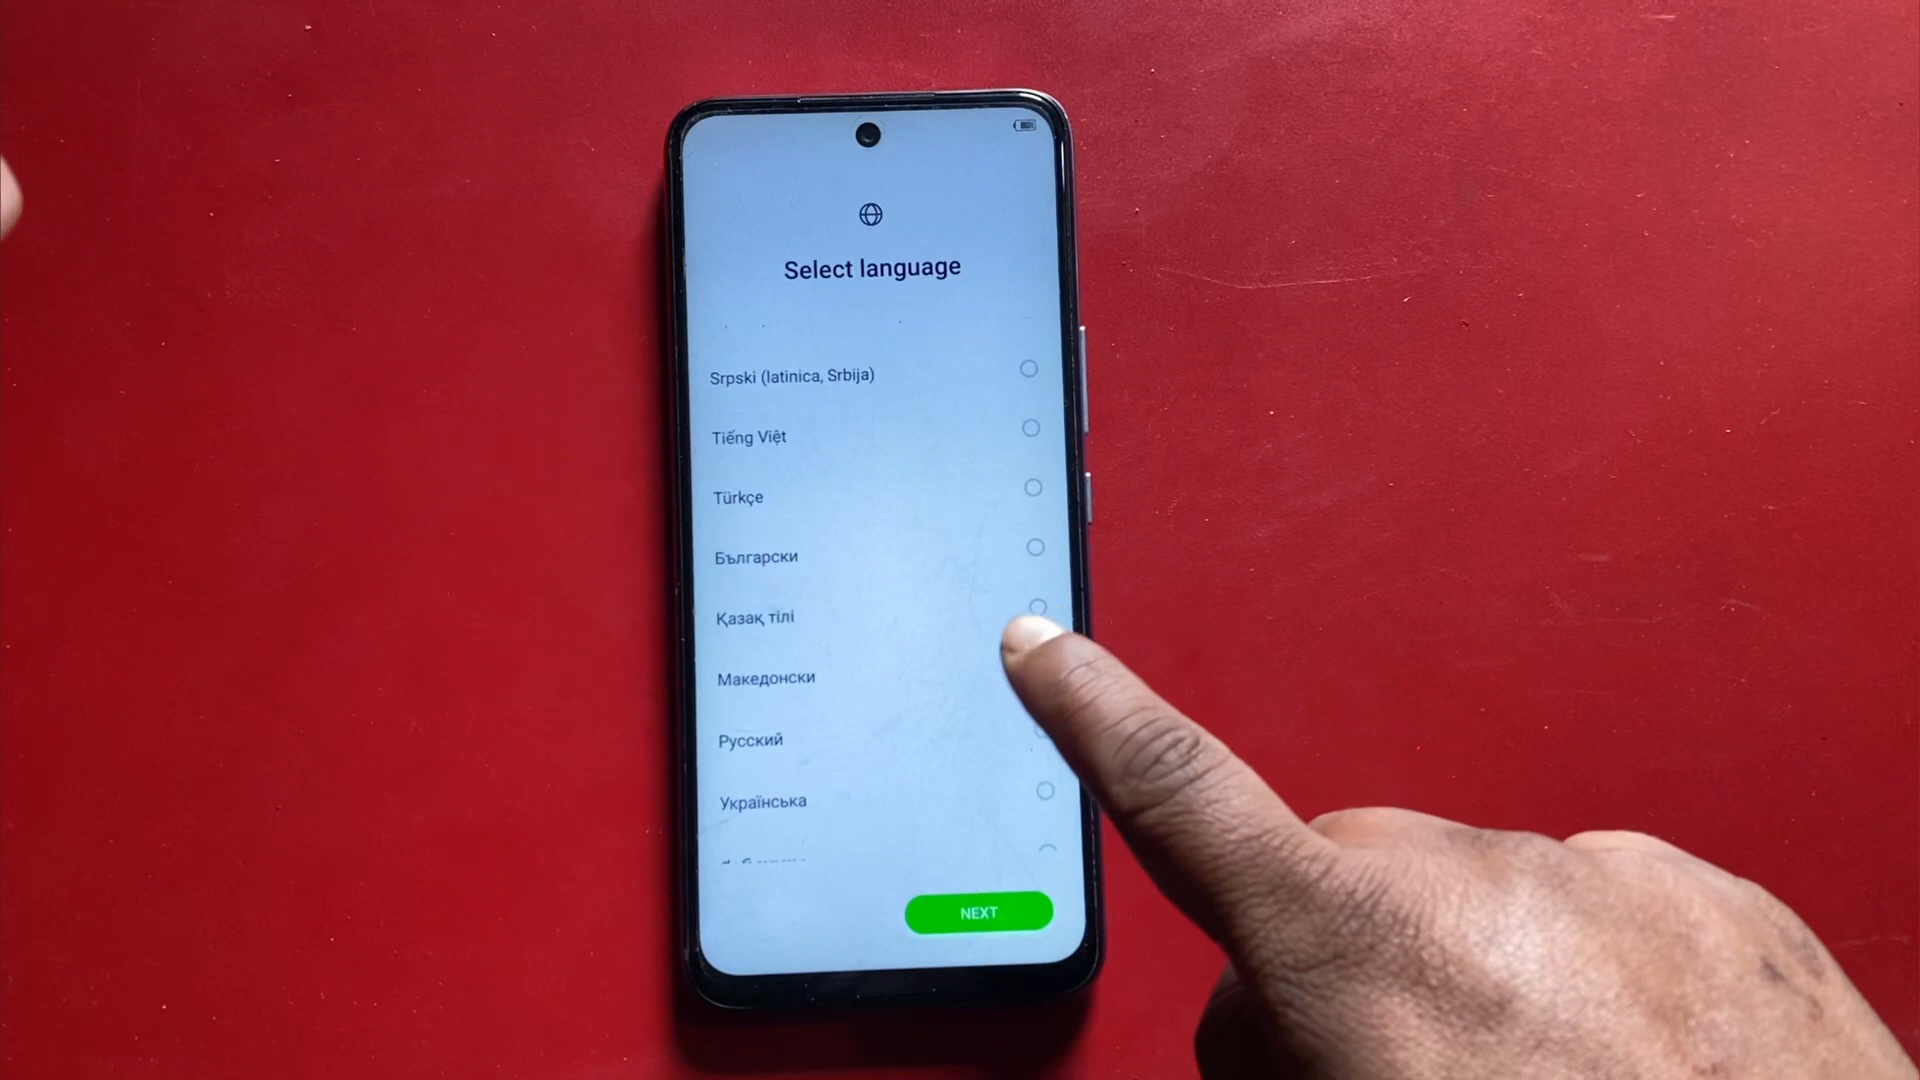 Select language
Srpski (latinica, Srbija)
Tiếng Việt
Türkçe
Български
Қазақ тілі
Македонски
Русский
Українська
NEXT